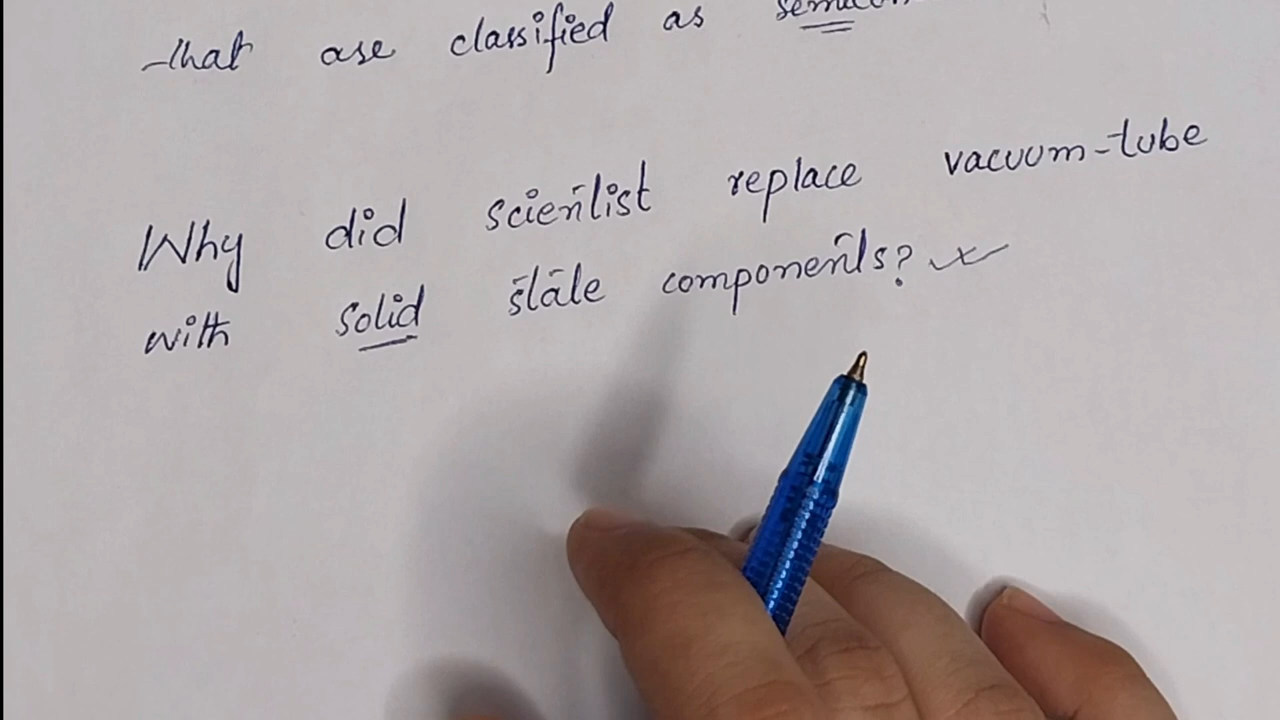 that are classified as
Why did scientist replace vacuum-tube
with solid state components?